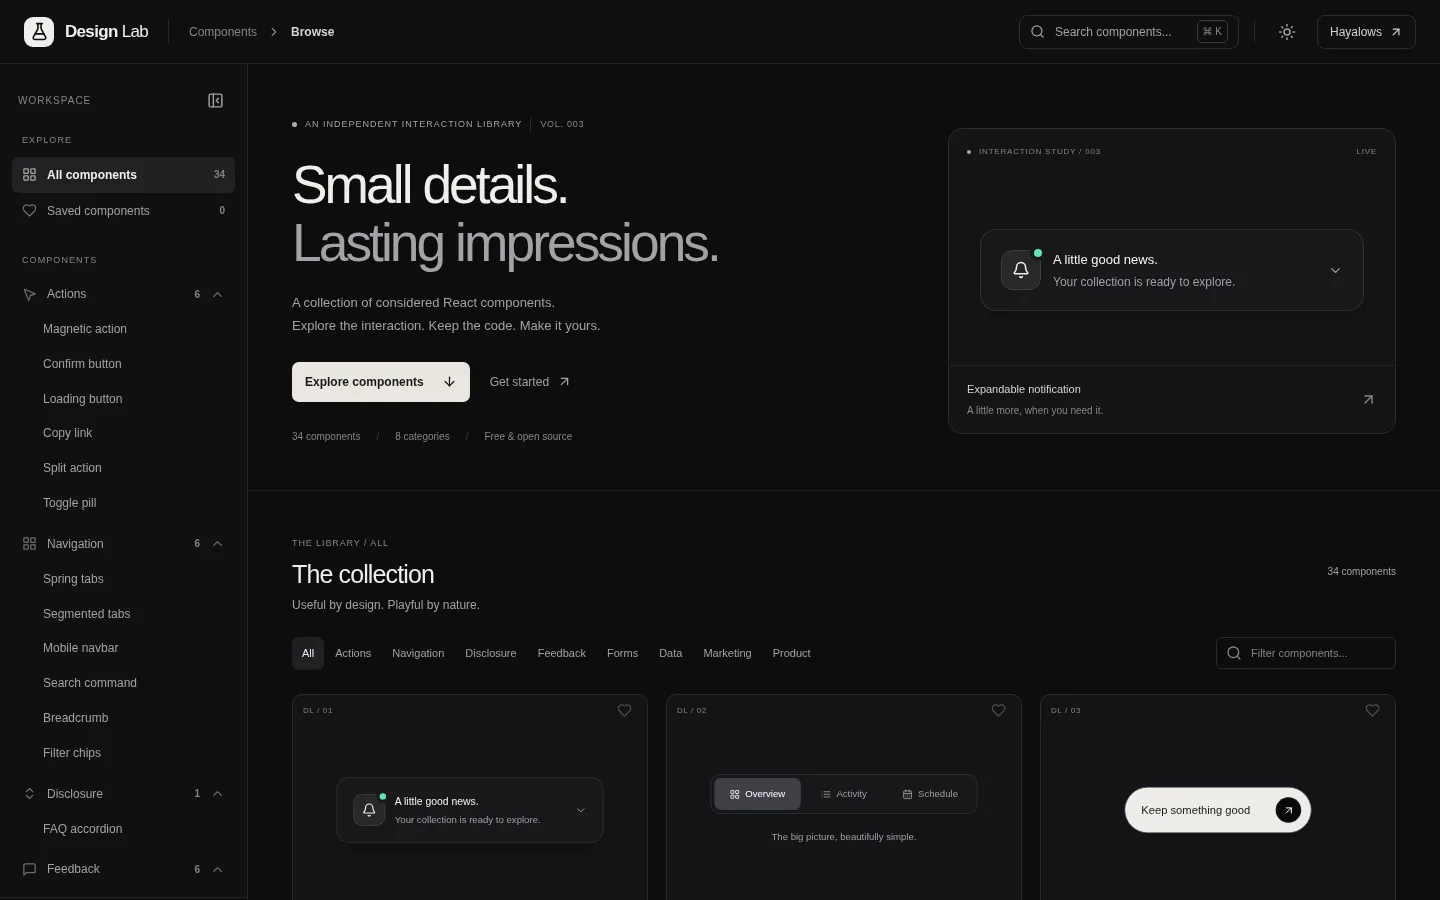 Design Lab
Components
Browse
Search components...
⌘ K
Hayalows
WORKSPACE
EXPLORE
All components
34
Saved components
0
COMPONENTS
Actions
6
Magnetic action
Confirm button
Loading button
Copy link
Split action
Toggle pill
Navigation
6
Spring tabs
Segmented tabs
Mobile navbar
Search command
Breadcrumb
Filter chips
Disclosure
1
FAQ accordion
Feedback
6
AN INDEPENDENT INTERACTION LIBRARY
VOL. 003
Small details.
Lasting impressions.
A collection of considered React components.
Explore the interaction. Keep the code. Make it yours.
Explore components
Get started
34 components / 8 categories / Free & open source
INTERACTION STUDY / 003
LIVE
A little good news.
Your collection is ready to explore.
Expandable notification
A little more, when you need it.
THE LIBRARY / ALL
The collection
34 components
Useful by design. Playful by nature.
All
Actions
Navigation
Disclosure
Feedback
Forms
Data
Marketing
Product
Filter components...
DL / 01
A little good news.
Your collection is ready to explore.
DL / 02
Overview
Activity
Schedule
The big picture, beautifully simple.
DL / 03
Keep something good